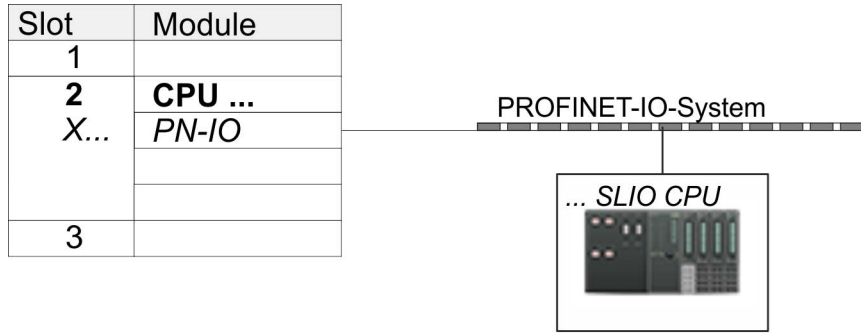 Slot Module
1
2 CPU ...
X... PN-IO
3
PROFINET-IO-System
... SLIO CPU